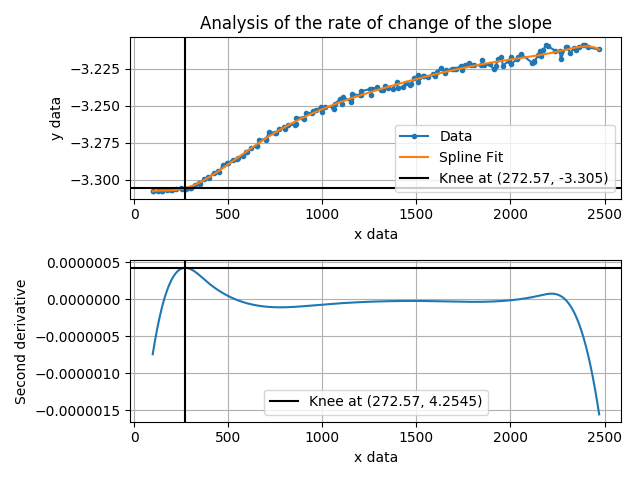 Analysis of the rate of change of the slope
y data
−3.225
−3.250
−3.275
−3.300
Data
Spline Fit
Knee at (272.57, -3.305)
0 500 1000 1500 2000 2500
x data
Second derivative
0.0000005
0.0000000
−0.0000005
−0.0000010
−0.0000015
Knee at (272.57, 4.2545)
0 500 1000 1500 2000 2500
x data